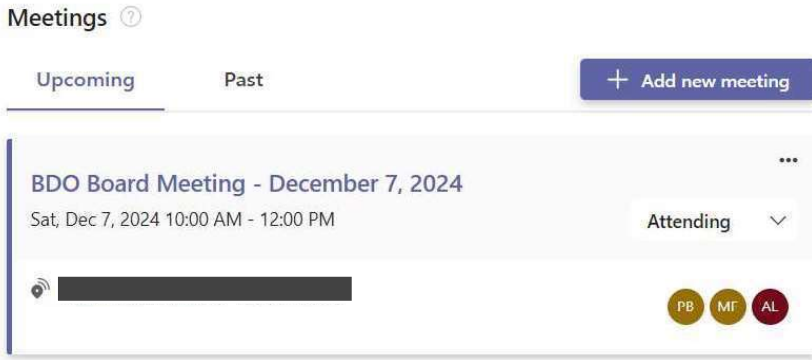 Meetings ?
Upcoming Past + Add new meeting
BDO Board Meeting - December 7, 2024
Sat, Dec 7, 2024 10:00 AM - 12:00 PM
Attending
PB MF AL